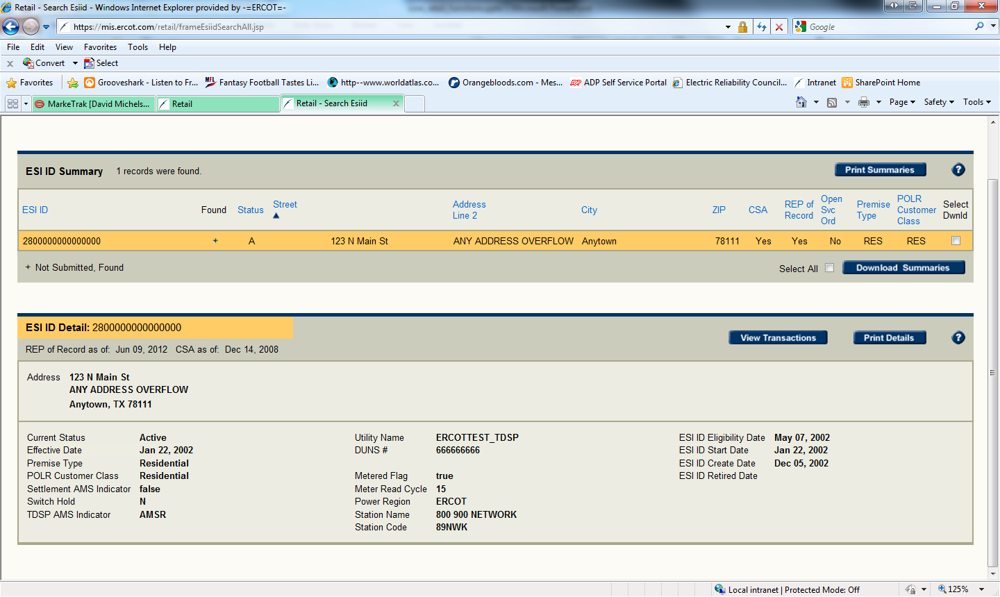 Retail - Search Esiid - Windows Internet Explorer provided by -=ERCOT=-
https://mis.ercot.com/retail/frameEsiidSearchAll.jsp
Google
File Edit View Favorites Tools Help
x Convert Select
Favorites Grooveshark - Listen to Fr... MFL Fantasy Football Tastes Li... http--www.worldatlas.co... Orangebloods.com - Mes... ADP ADP Self Service Portal Electric Reliability Council... Intranet SharePoint Home
MarkeTrak [David Michels... Retail Retail - Search Esiid x Page Safety Tools
ESI ID Summary 1 records were found. Print Summaries ?
ESI ID Found Status Street Address Line 2 City ZIP CSA REP of Record Open Svc Ord Premise Type POLR Customer Class Select Dwnld
2800000000000000 + A 123 N Main St ANY ADDRESS OVERFLOW Anytown 78111 Yes Yes No RES RES
+ Not Submitted, Found Select All Download Summaries
ESI ID Detail: 2800000000000000
View Transactions Print Details ?
REP of Record as of: Jun 09, 2012 CSA as of: Dec 14, 2008
Address 123 N Main St
ANY ADDRESS OVERFLOW
Anytown, TX 78111
Current Status Active Utility Name ERCOTTEST_TDSP ESI ID Eligibility Date May 07, 2002
Effective Date Jan 22, 2002 DUNS # 666666666 ESI ID Start Date Jan 22, 2002
Premise Type Residential ESI ID Create Date Dec 05, 2002
POLR Customer Class Residential Metered Flag true ESI ID Retired Date
Settlement AMS Indicator false Meter Read Cycle 15
Switch Hold N Power Region ERCOT
TDSP AMS Indicator AMSR Station Name 800 900 NETWORK
Station Code 89NWK
Local intranet | Protected Mode: Off 125%